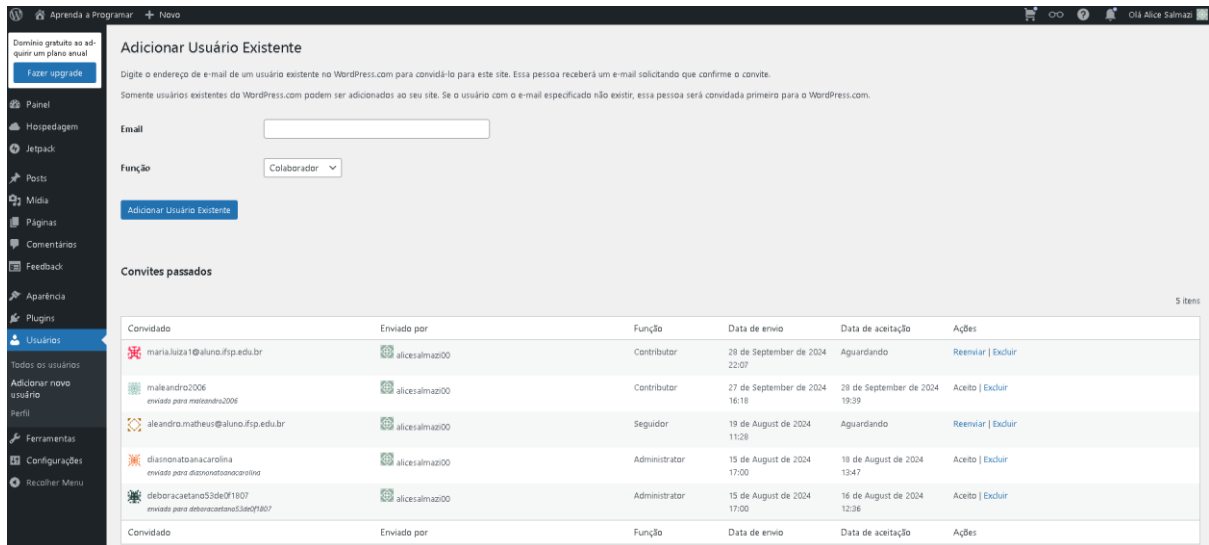 Aprenda a Programar + Novo Olá Alice Salmazi
Domínio gratuito ao ad-
quirir um plano anual
Fazer upgrade
Painel
Hospedagem
Jetpack
Posts
Mídia
Páginas
Comentários
Feedback
Aparência
Plugins
Usuários
Todos os usuários
Adicionar novo
usuário
Perfil
Ferramentas
Configurações
Recolher Menu
Adicionar Usuário Existente
Digite o endereço de e-mail de um usuário existente no WordPress.com para convidá-lo para este site. Essa pessoa receberá um e-mail solicitando que confirme o convite.
Somente usuários existentes do WordPress.com podem ser adicionados ao seu site. Se o usuário com o e-mail especificado não existir, essa pessoa será convidada primeiro para o WordPress.com.
Email
Função Colaborador
Adicionar Usuário Existente
Convites passados
5 itens
Convidado Enviado por Função Data de envio Data de aceitação Ações
maria.luiza1@aluno.ifsp.edu.br alicesalmazi00 Contributor 28 de September de 2024 Aguardando Reenviar | Excluir
22:07
maleandro2006 alicesalmazi00 Contributor 27 de September de 2024 28 de September de 2024 Aceito | Excluir
enviado para maleandro2006 16:18 19:39
aleandro.matheus@aluno.ifsp.edu.br alicesalmazi00 Seguidor 19 de August de 2024 Aguardando Reenviar | Excluir
11:28
diasnonatoanacarolina alicesalmazi00 Administrator 15 de August de 2024 18 de August de 2024 Aceito | Excluir
enviado para diasnonatoanacarolina 17:00 13:47
deboracaetano53de0f1807 alicesalmazi00 Administrator 15 de August de 2024 16 de August de 2024 Aceito | Excluir
enviado para deboracaetano53de0f1807 17:00 12:36
Convidado Enviado por Função Data de envio Data de aceitação Ações